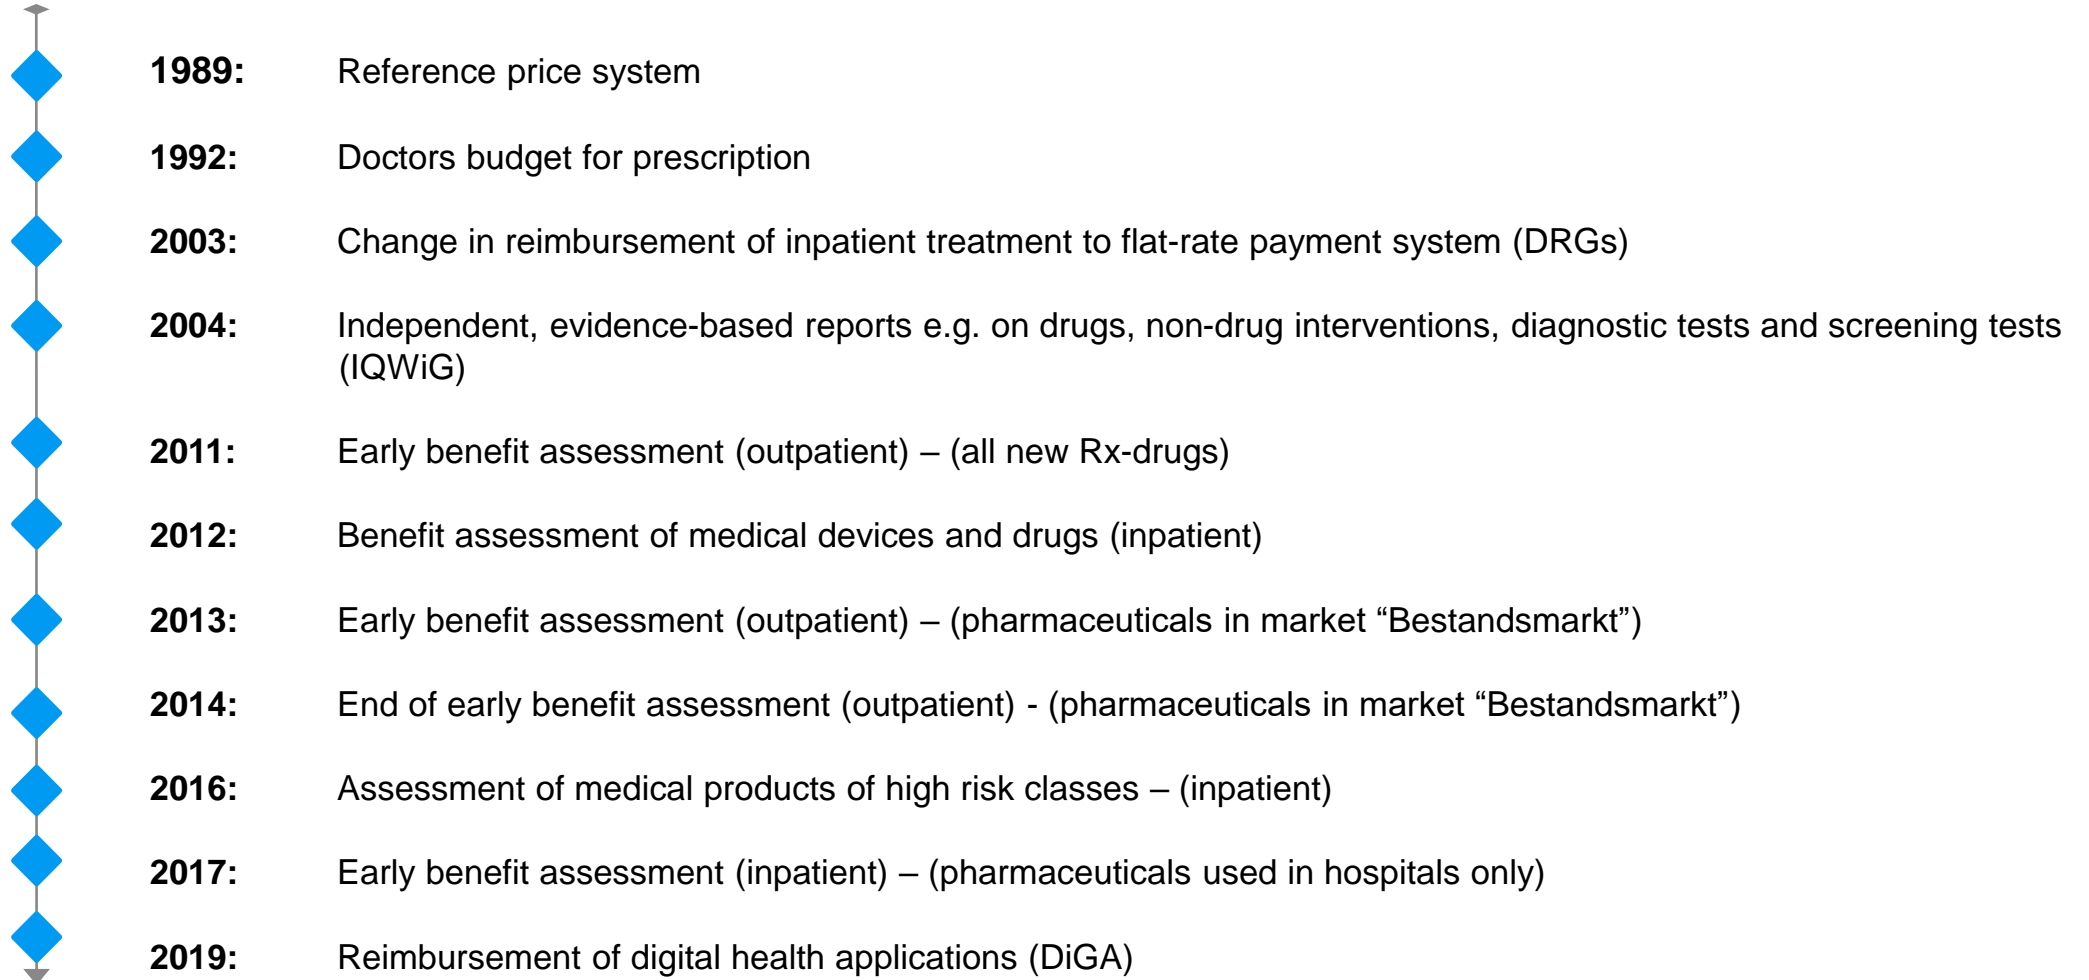 1989: Reference price system
1992: Doctors budget for prescription
2003: Change in reimbursement of inpatient treatment to flat-rate payment system (DRGs)
2004: Independent, evidence-based reports e.g. on drugs, non-drug interventions, diagnostic tests and screening tests
(IQWiG)
2011: Early benefit assessment (outpatient) – (all new Rx-drugs)
2012: Benefit assessment of medical devices and drugs (inpatient)
2013: Early benefit assessment (outpatient) – (pharmaceuticals in market “Bestandsmarkt”)
2014: End of early benefit assessment (outpatient) - (pharmaceuticals in market “Bestandsmarkt”)
2016: Assessment of medical products of high risk classes – (inpatient)
2017: Early benefit assessment (inpatient) – (pharmaceuticals used in hospitals only)
2019: Reimbursement of digital health applications (DiGA)